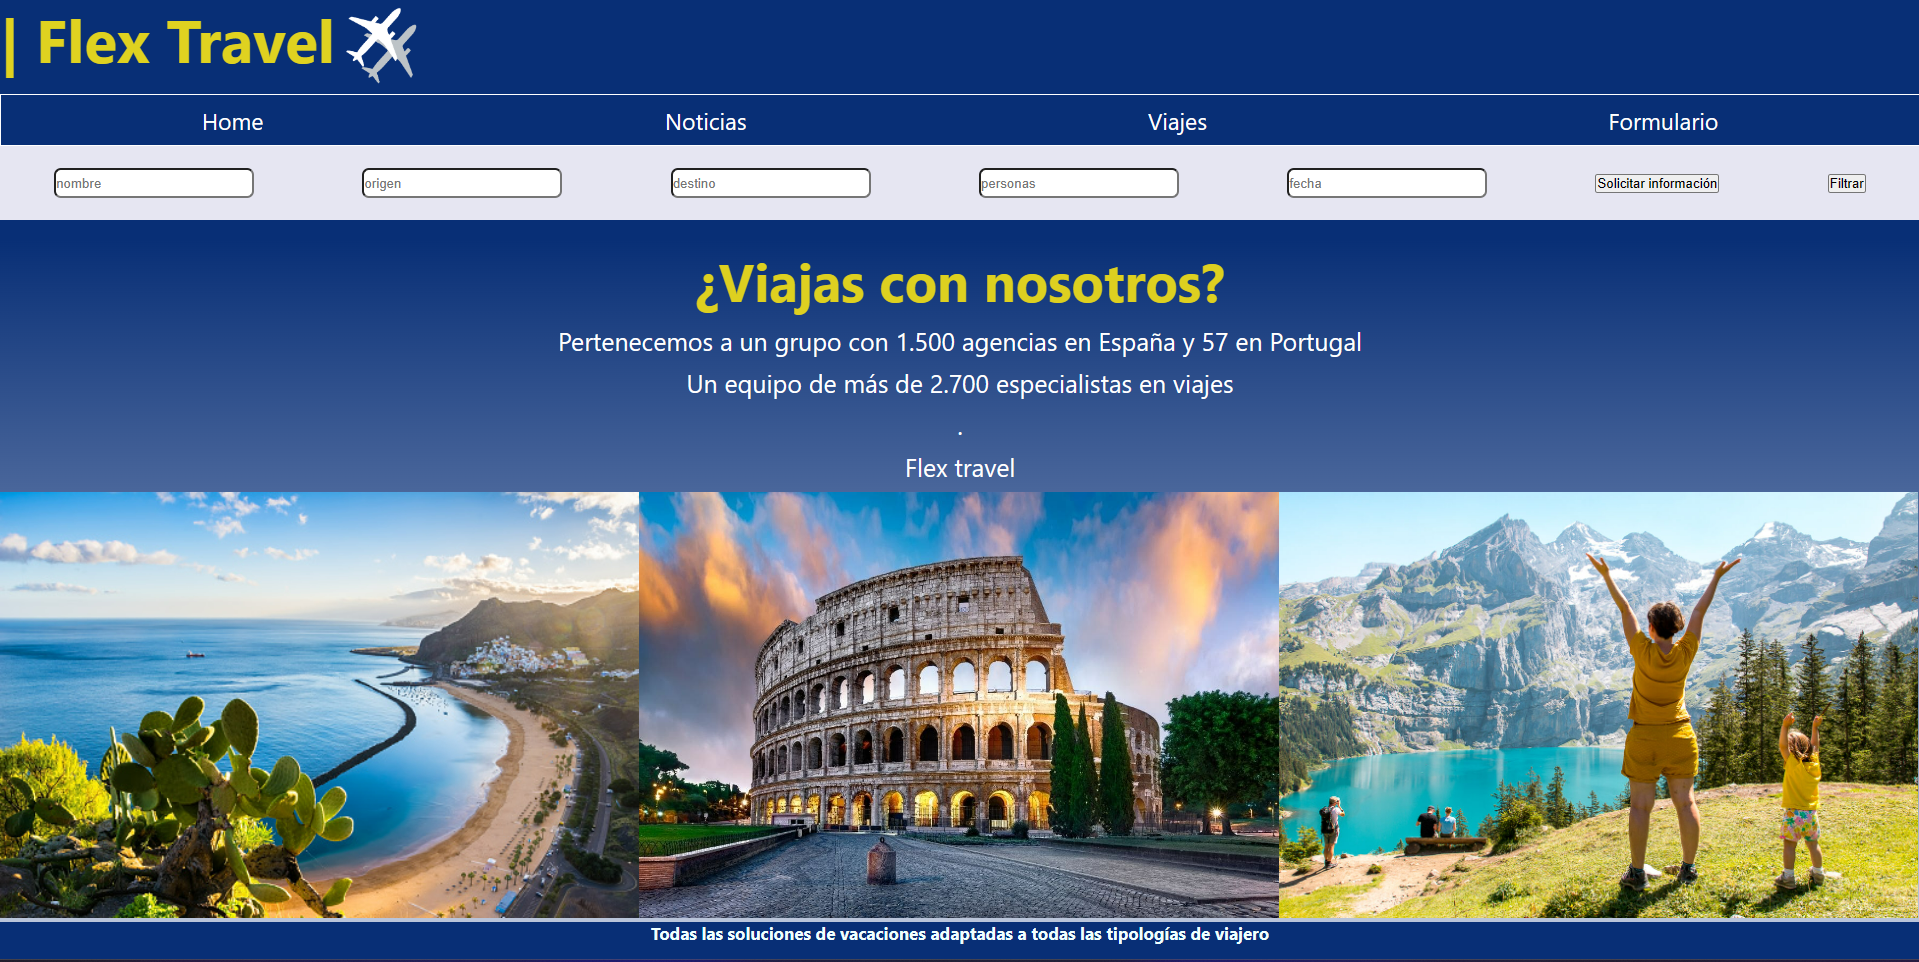 | Flex Travel
Home Noticias Viajes Formulario
nombre origen destino personas fecha Solicitar información Filtrar
¿Viajas con nosotros?
Pertenecemos a un grupo con 1.500 agencias en España y 57 en Portugal
Un equipo de más de 2.700 especialistas en viajes
.
Flex travel
Todas las soluciones de vacaciones adaptadas a todas las tipologías de viajero